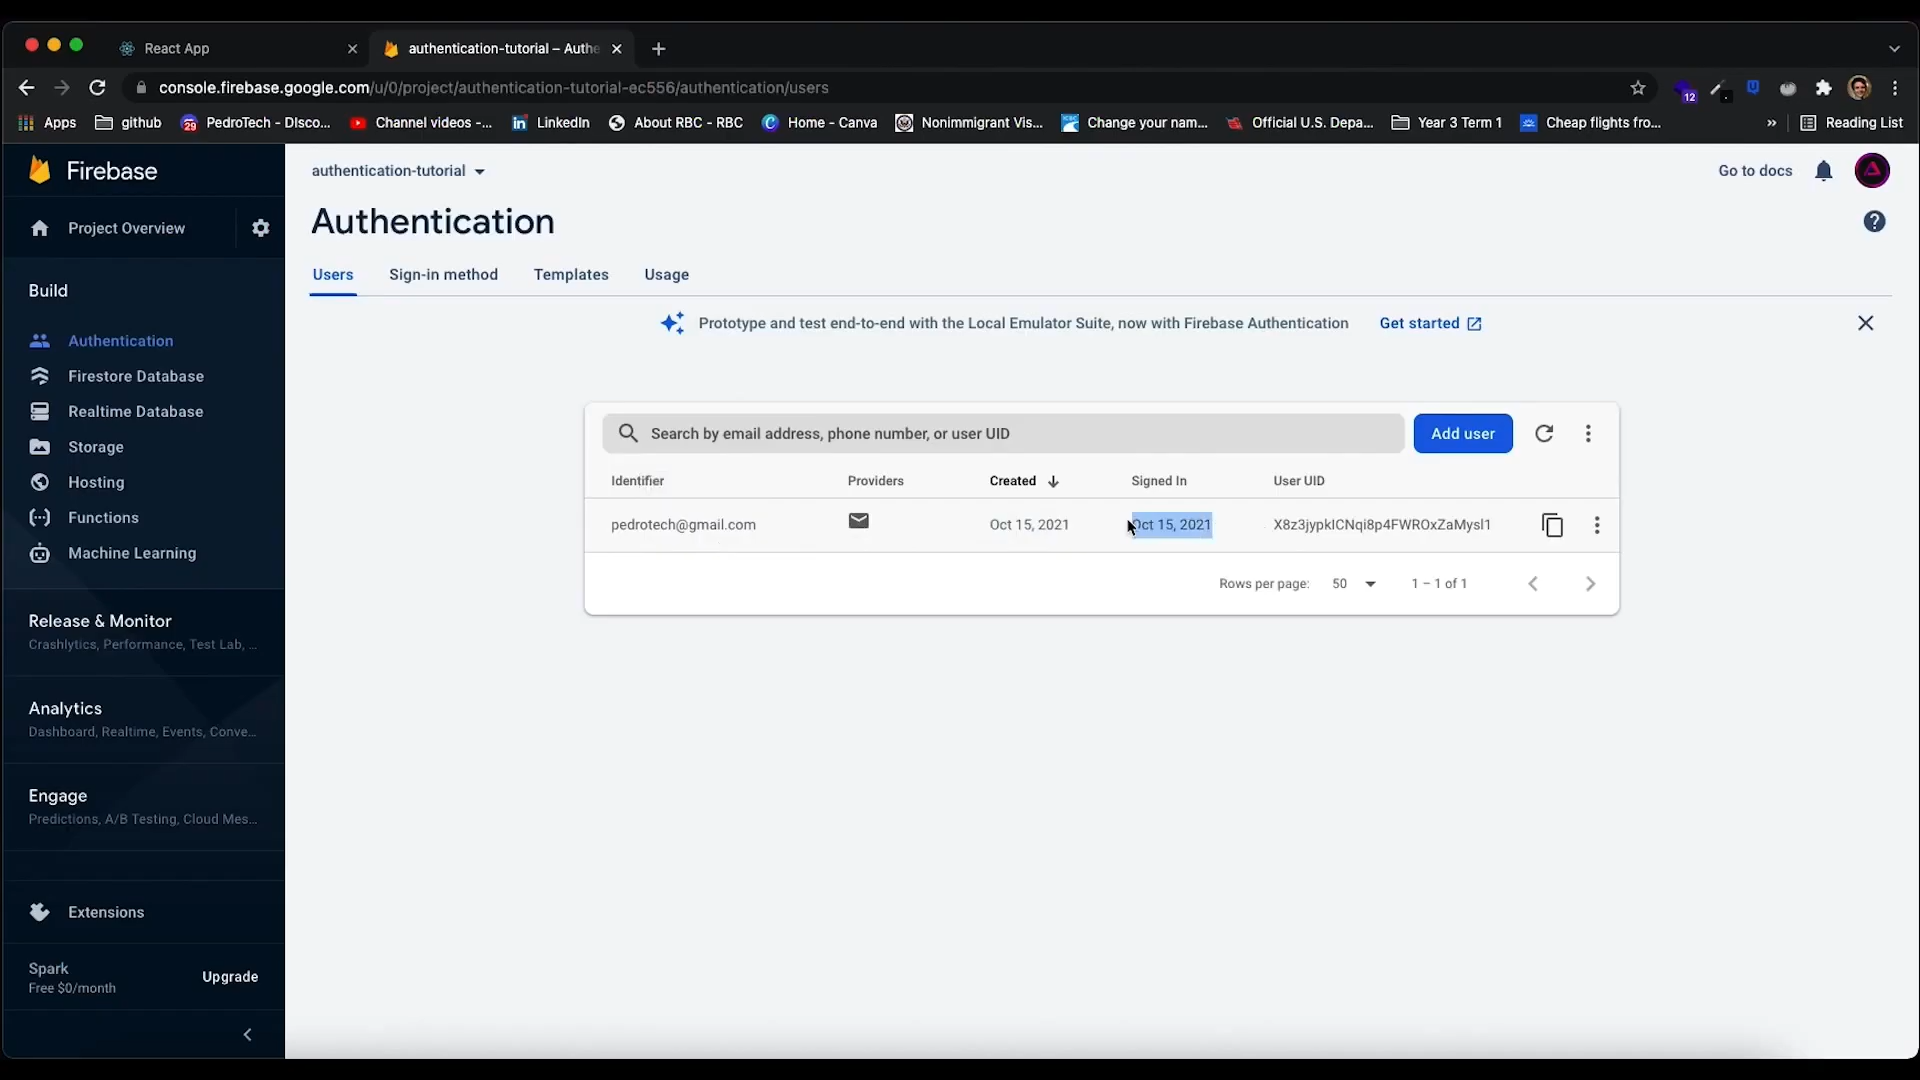 React App
authentication-tutorial – Authe
console.firebase.google.com/u/0/project/authentication-tutorial-ec556/authentication/users
12
Apps
github
29
PedroTech - DIsco...
Channel videos -...
LinkedIn
About RBC - RBC
Home - Canva
Nonimmigrant Vis...
Change your nam...
Official U.S. Depa...
Year 3 Term 1
Cheap flights fro...
»
Reading List
Firebase
authentication-tutorial
Go to docs
Project Overview
Authentication
Users
Sign-in method
Templates
Usage
Prototype and test end-to-end with the Local Emulator Suite, now with Firebase Authentication
Get started
Build
Authentication
Firestore Database
Realtime Database
Storage
Hosting
Functions
Machine Learning
Search by email address, phone number, or user UID
Add user
Identifier
Providers
Created
Signed In
User UID
pedrotech@gmail.com
Oct 15, 2021
Oct 15, 2021
X8z3jypkICNqi8p4FWROxZaMysl1
Rows per page:
50
1 – 1 of 1
Release & Monitor
Crashlytics, Performance, Test Lab, ...
Analytics
Dashboard, Realtime, Events, Conve...
Engage
Predictions, A/B Testing, Cloud Mes...
Extensions
Spark
Free $0/month
Upgrade